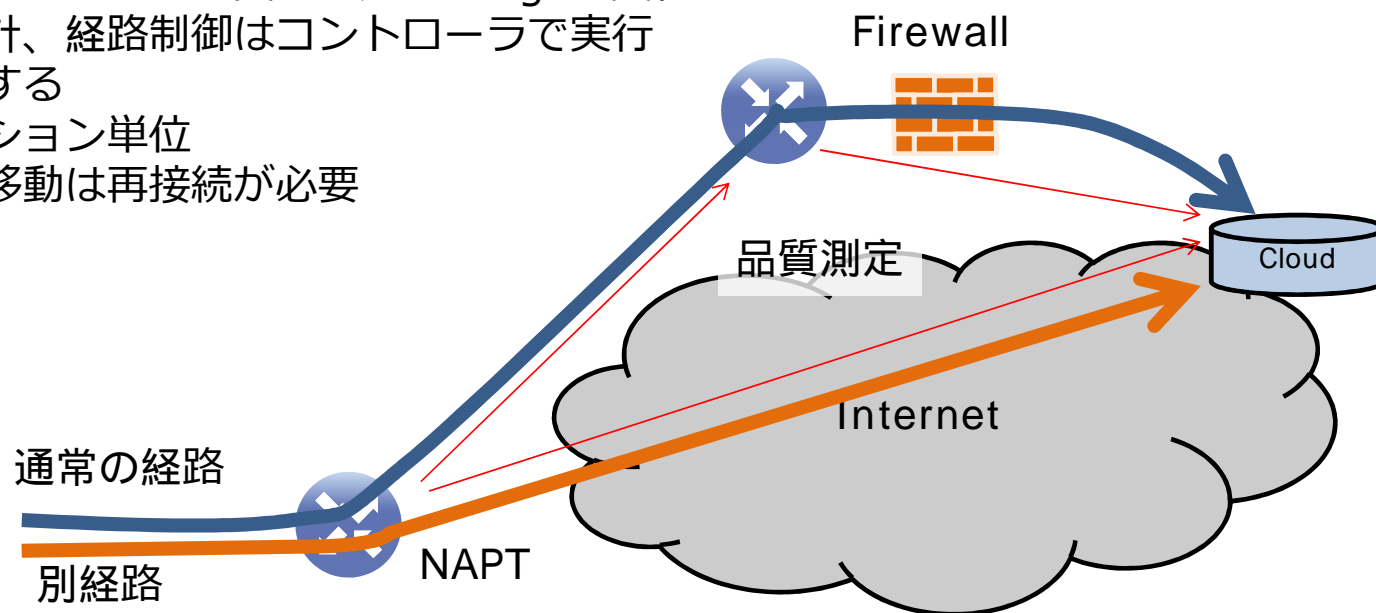 計、経路制御はコントローラで実行
する
ション単位
移動は再接続が必要
Firewall
品質測定
Cloud
Internet
通常の経路
NAPT
別経路